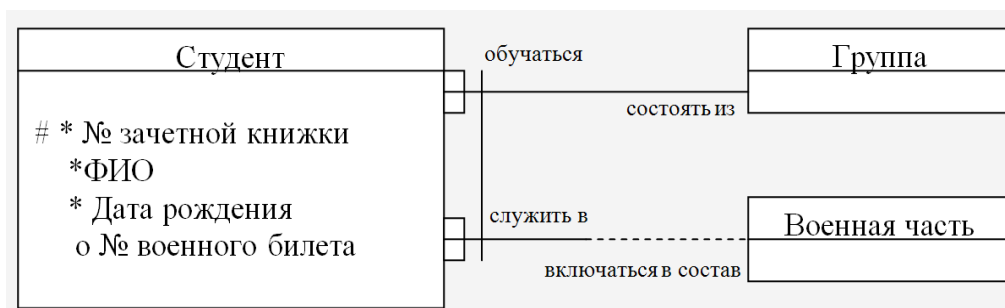 Студент
# * № зачетной книжки
*ФИО
* Дата рождения
о № военного билета
обучаться
состоять из
Группа
служить в
включаться в состав
Военная часть